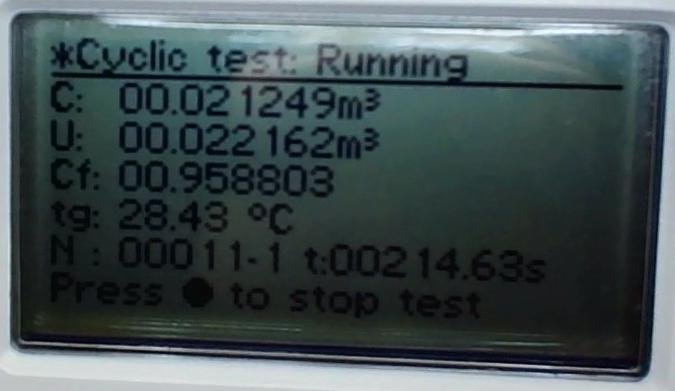 *Cyclic test: Running
C: 00.021249m³
U: 00.022162m³
Cf: 00.958803
tg: 28.43 °C
N : 00011-1 t:00214.63s
Press ● to stop test